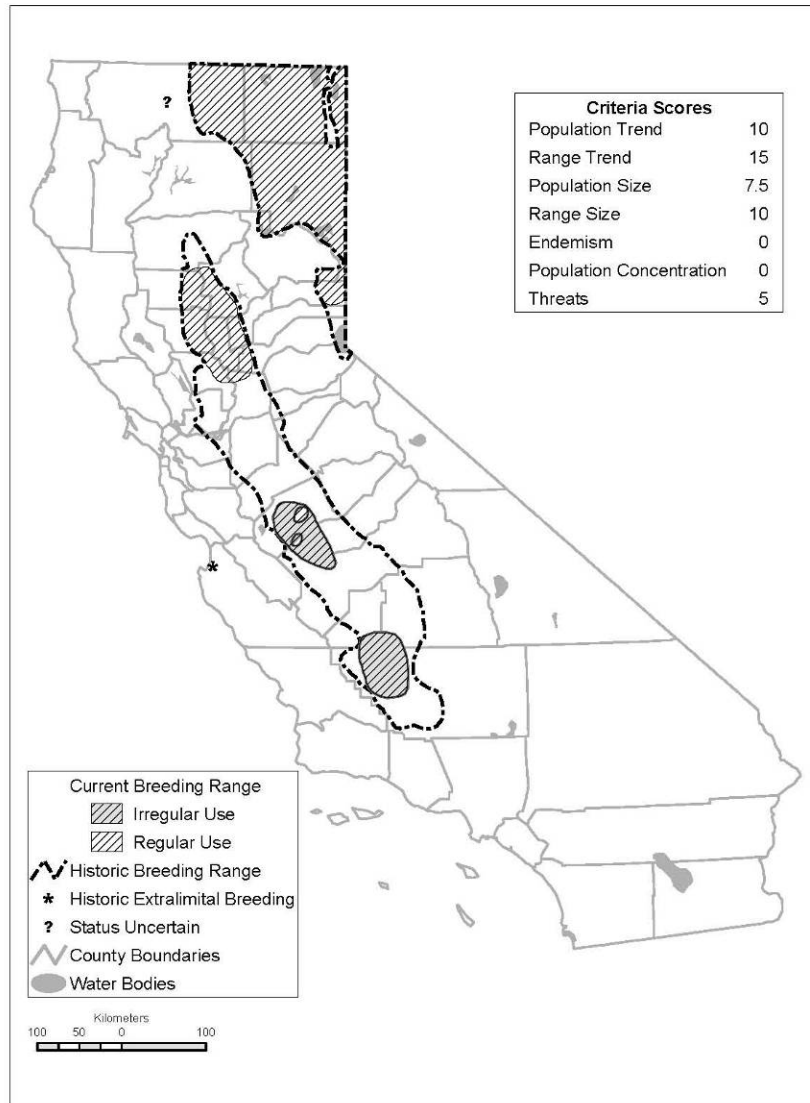 ?
Criteria Scores
Population Trend 10
Range Trend 15
Population Size 7.5
Range Size 10
Endemism 0
Population Concentration 0
Threats 5
*
Current Breeding Range
Irregular Use
Regular Use
Historic Breeding Range
* Historic Extralimital Breeding
? Status Uncertain
County Boundaries
Water Bodies
Kilometers
100 50 0 100